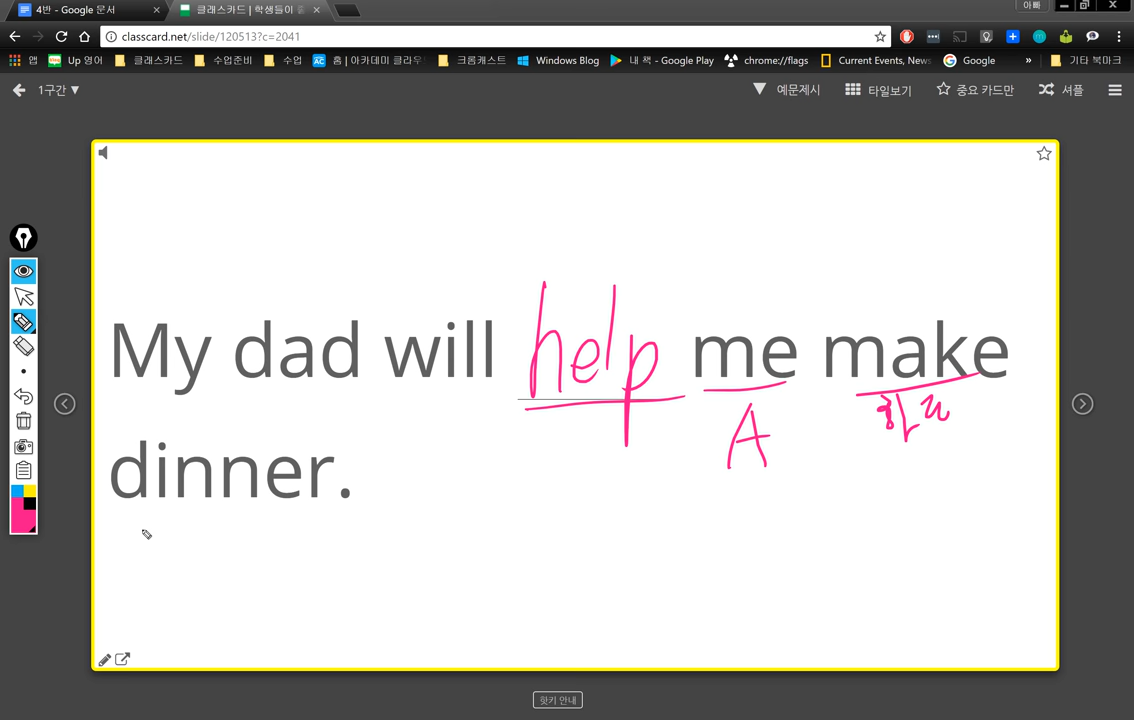 4반 - Google 문서
클래스카드 | 학생들이 좋
아빠
classcard.net/slide/120513?c=2041
앱 Up 영어 클래스카드 수업준비 수업 AC 홈 | 아카데미 클라우 크롬캐스트 Windows Blog 내 책 - Google Play chrome://flags Current Events, News Google » 기타 북마크
1구간 ▼ ▼ 예문제시 타일보기 중요 카드만 셔플
My dad will help me make
A
dinner.
핫키 안내